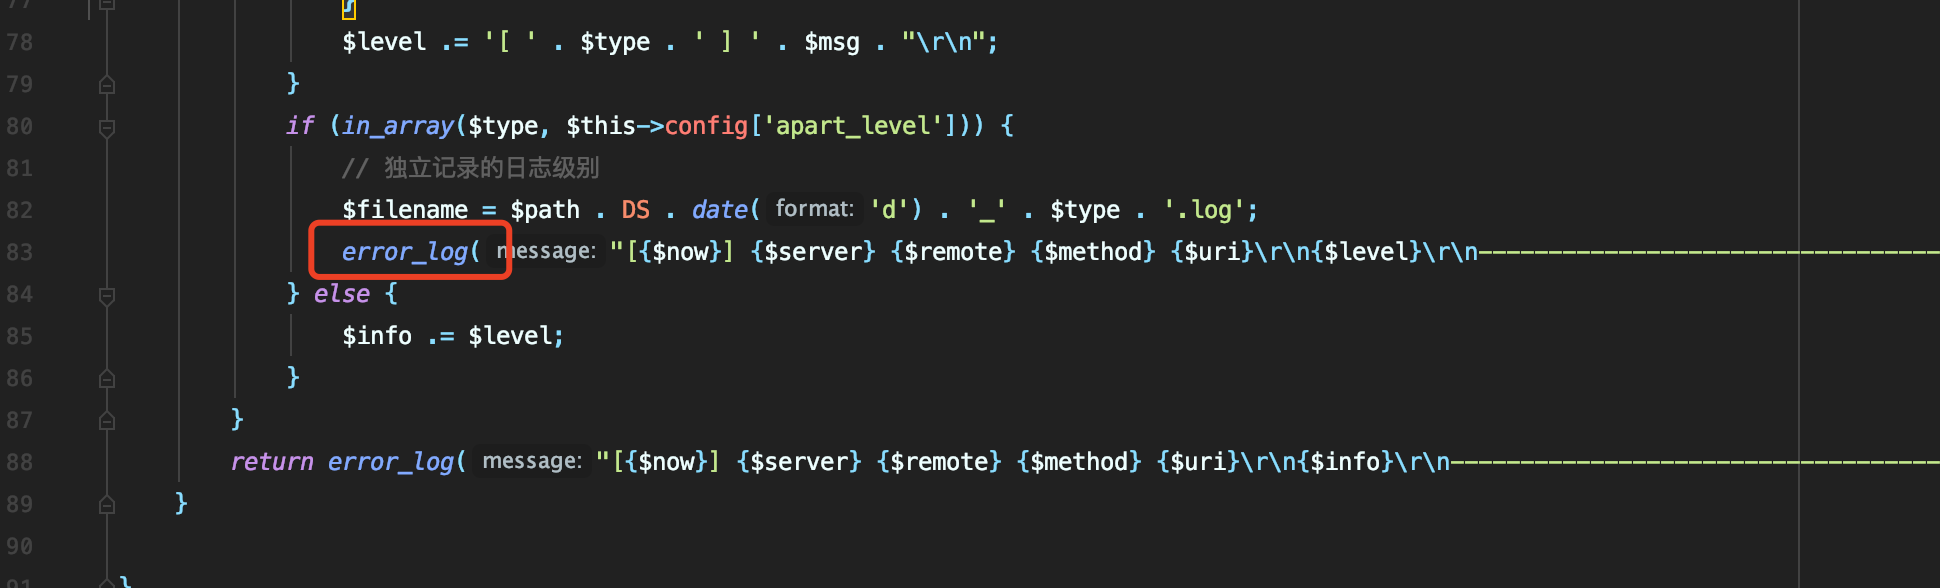 77 }
78 $level .= '[ ' . $type . ' ] ' . $msg . "\r\n";
79 }
80 if (in_array($type, $this->config['apart_level'])) {
81 // 独立记录的日志级别
82 $filename = $path . DS . date( format: 'd') . '_' . $type . '.log';
83 error_log( message: "[{$now}] {$server} {$remote} {$method} {$uri}\r\n{$level}\r\n---------------------------------
84 } else {
85 $info .= $level;
86 }
87 }
88 return error_log( message: "[{$now}] {$server} {$remote} {$method} {$uri}\r\n{$info}\r\n-----------------------------------
89 }
90
91 }